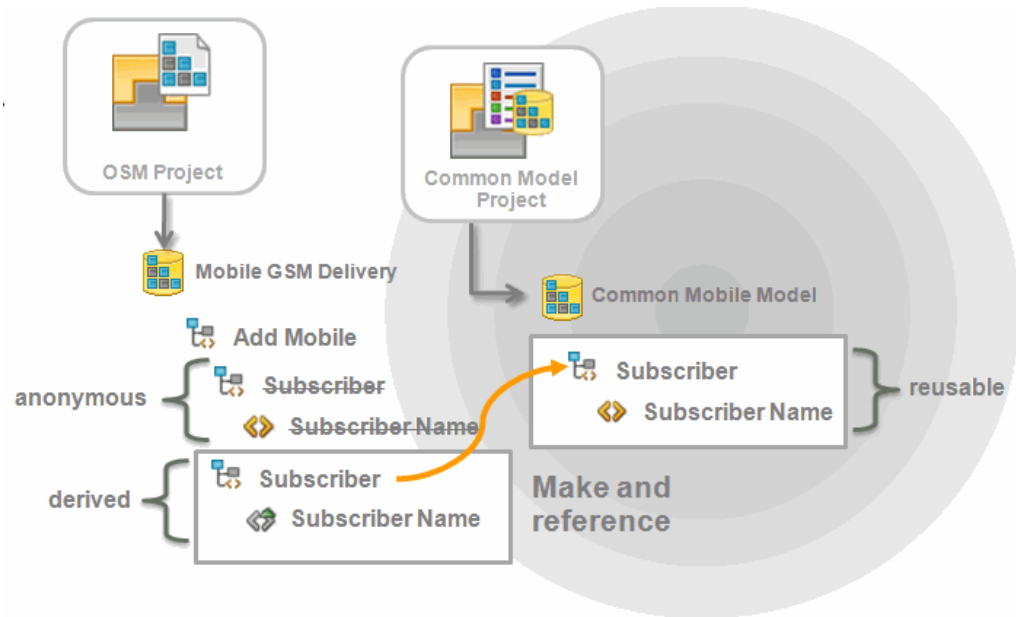 OSM Project
Common Model
Project
Mobile GSM Delivery
Common Mobile Model
Add Mobile
anonymous
Subscriber
Subscriber Name
derived
Subscriber
Subscriber Name
Subscriber
Subscriber Name
reusable
Make and
reference